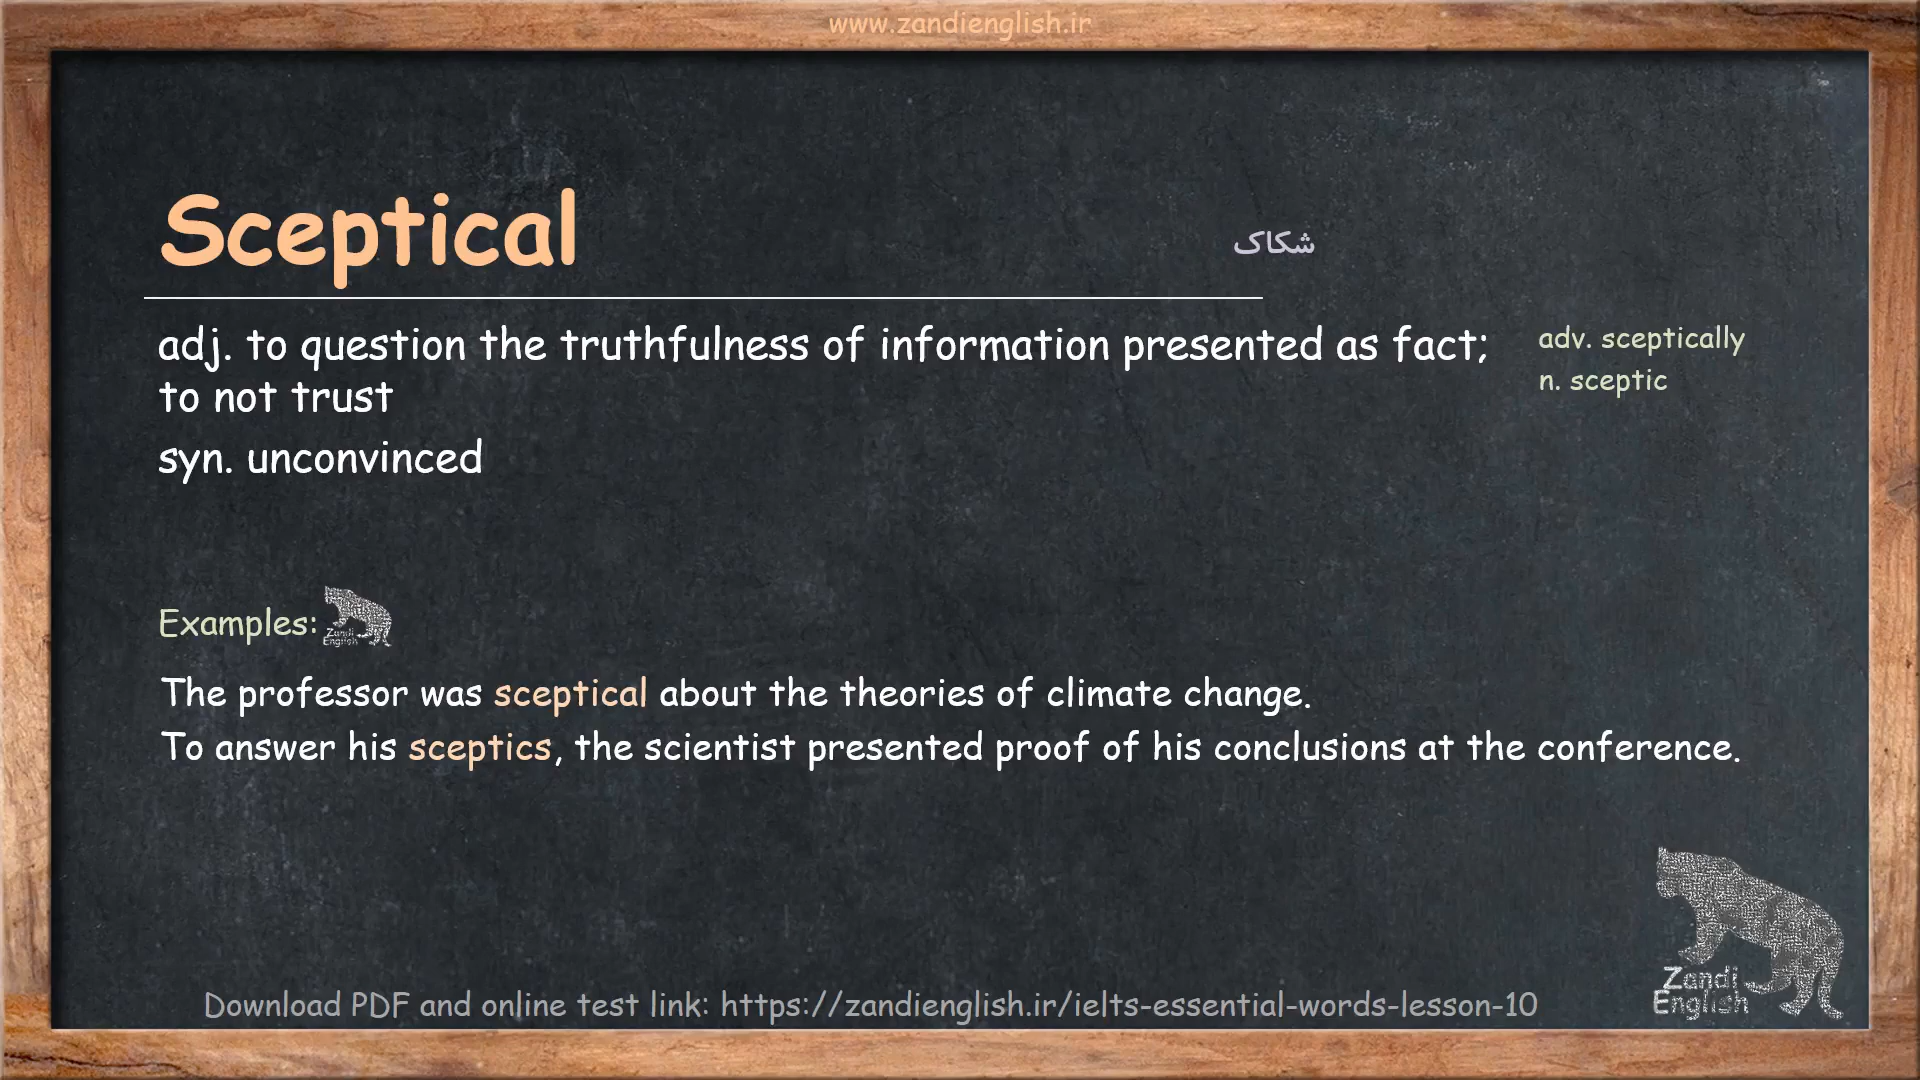 www.zandienglish.ir
Sceptical
شکاک
adj. to question the truthfulness of information presented as fact;
to not trust
syn. unconvinced
adv. sceptically
n. sceptic
Examples:
Zandi
English
The professor was sceptical about the theories of climate change.
To answer his sceptics, the scientist presented proof of his conclusions at the conference.
Zandi
English
Download PDF and online test link: https://zandienglish.ir/ielts-essential-words-lesson-10